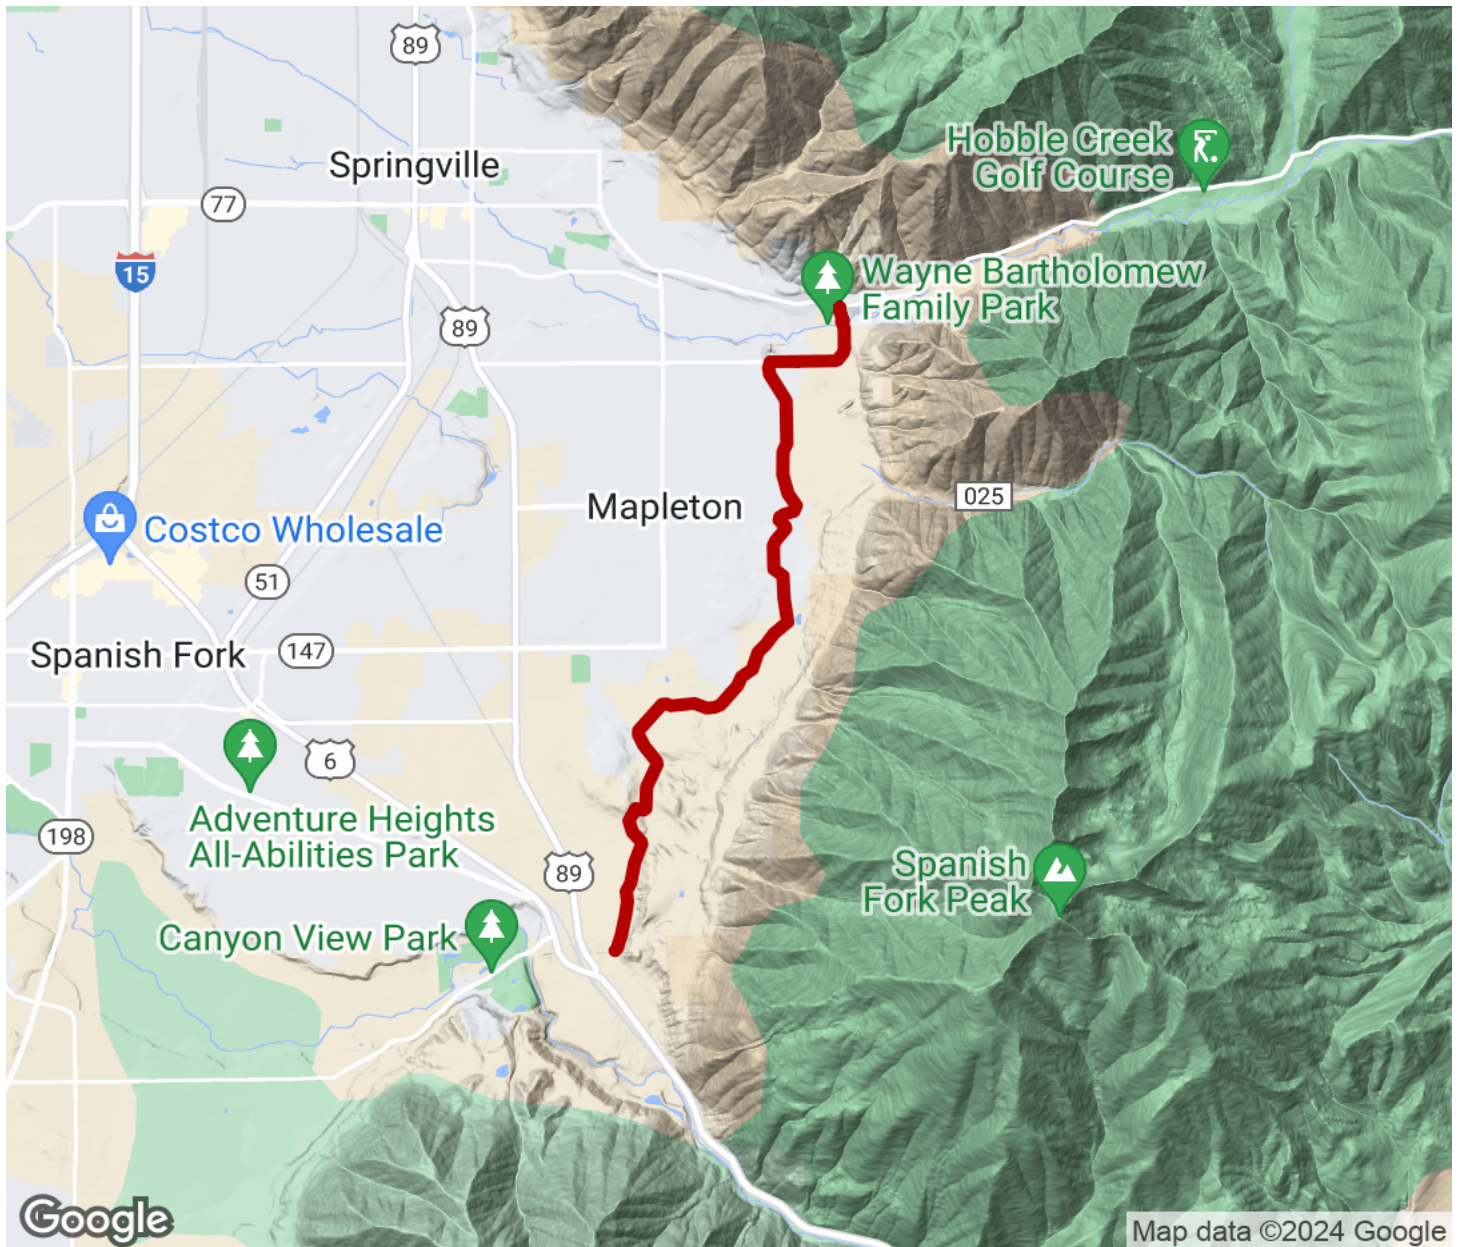 89
Springville
77
Hobble Creek
Golf Course
15
Wayne Bartholomew
Family Park
89
025
Mapleton
Costco Wholesale
51
Spanish Fork
147
6
Adventure Heights
All-Abilities Park
198
89
Spanish
Fork Peak
Canyon View Park
Google
Map data ©2024 Google